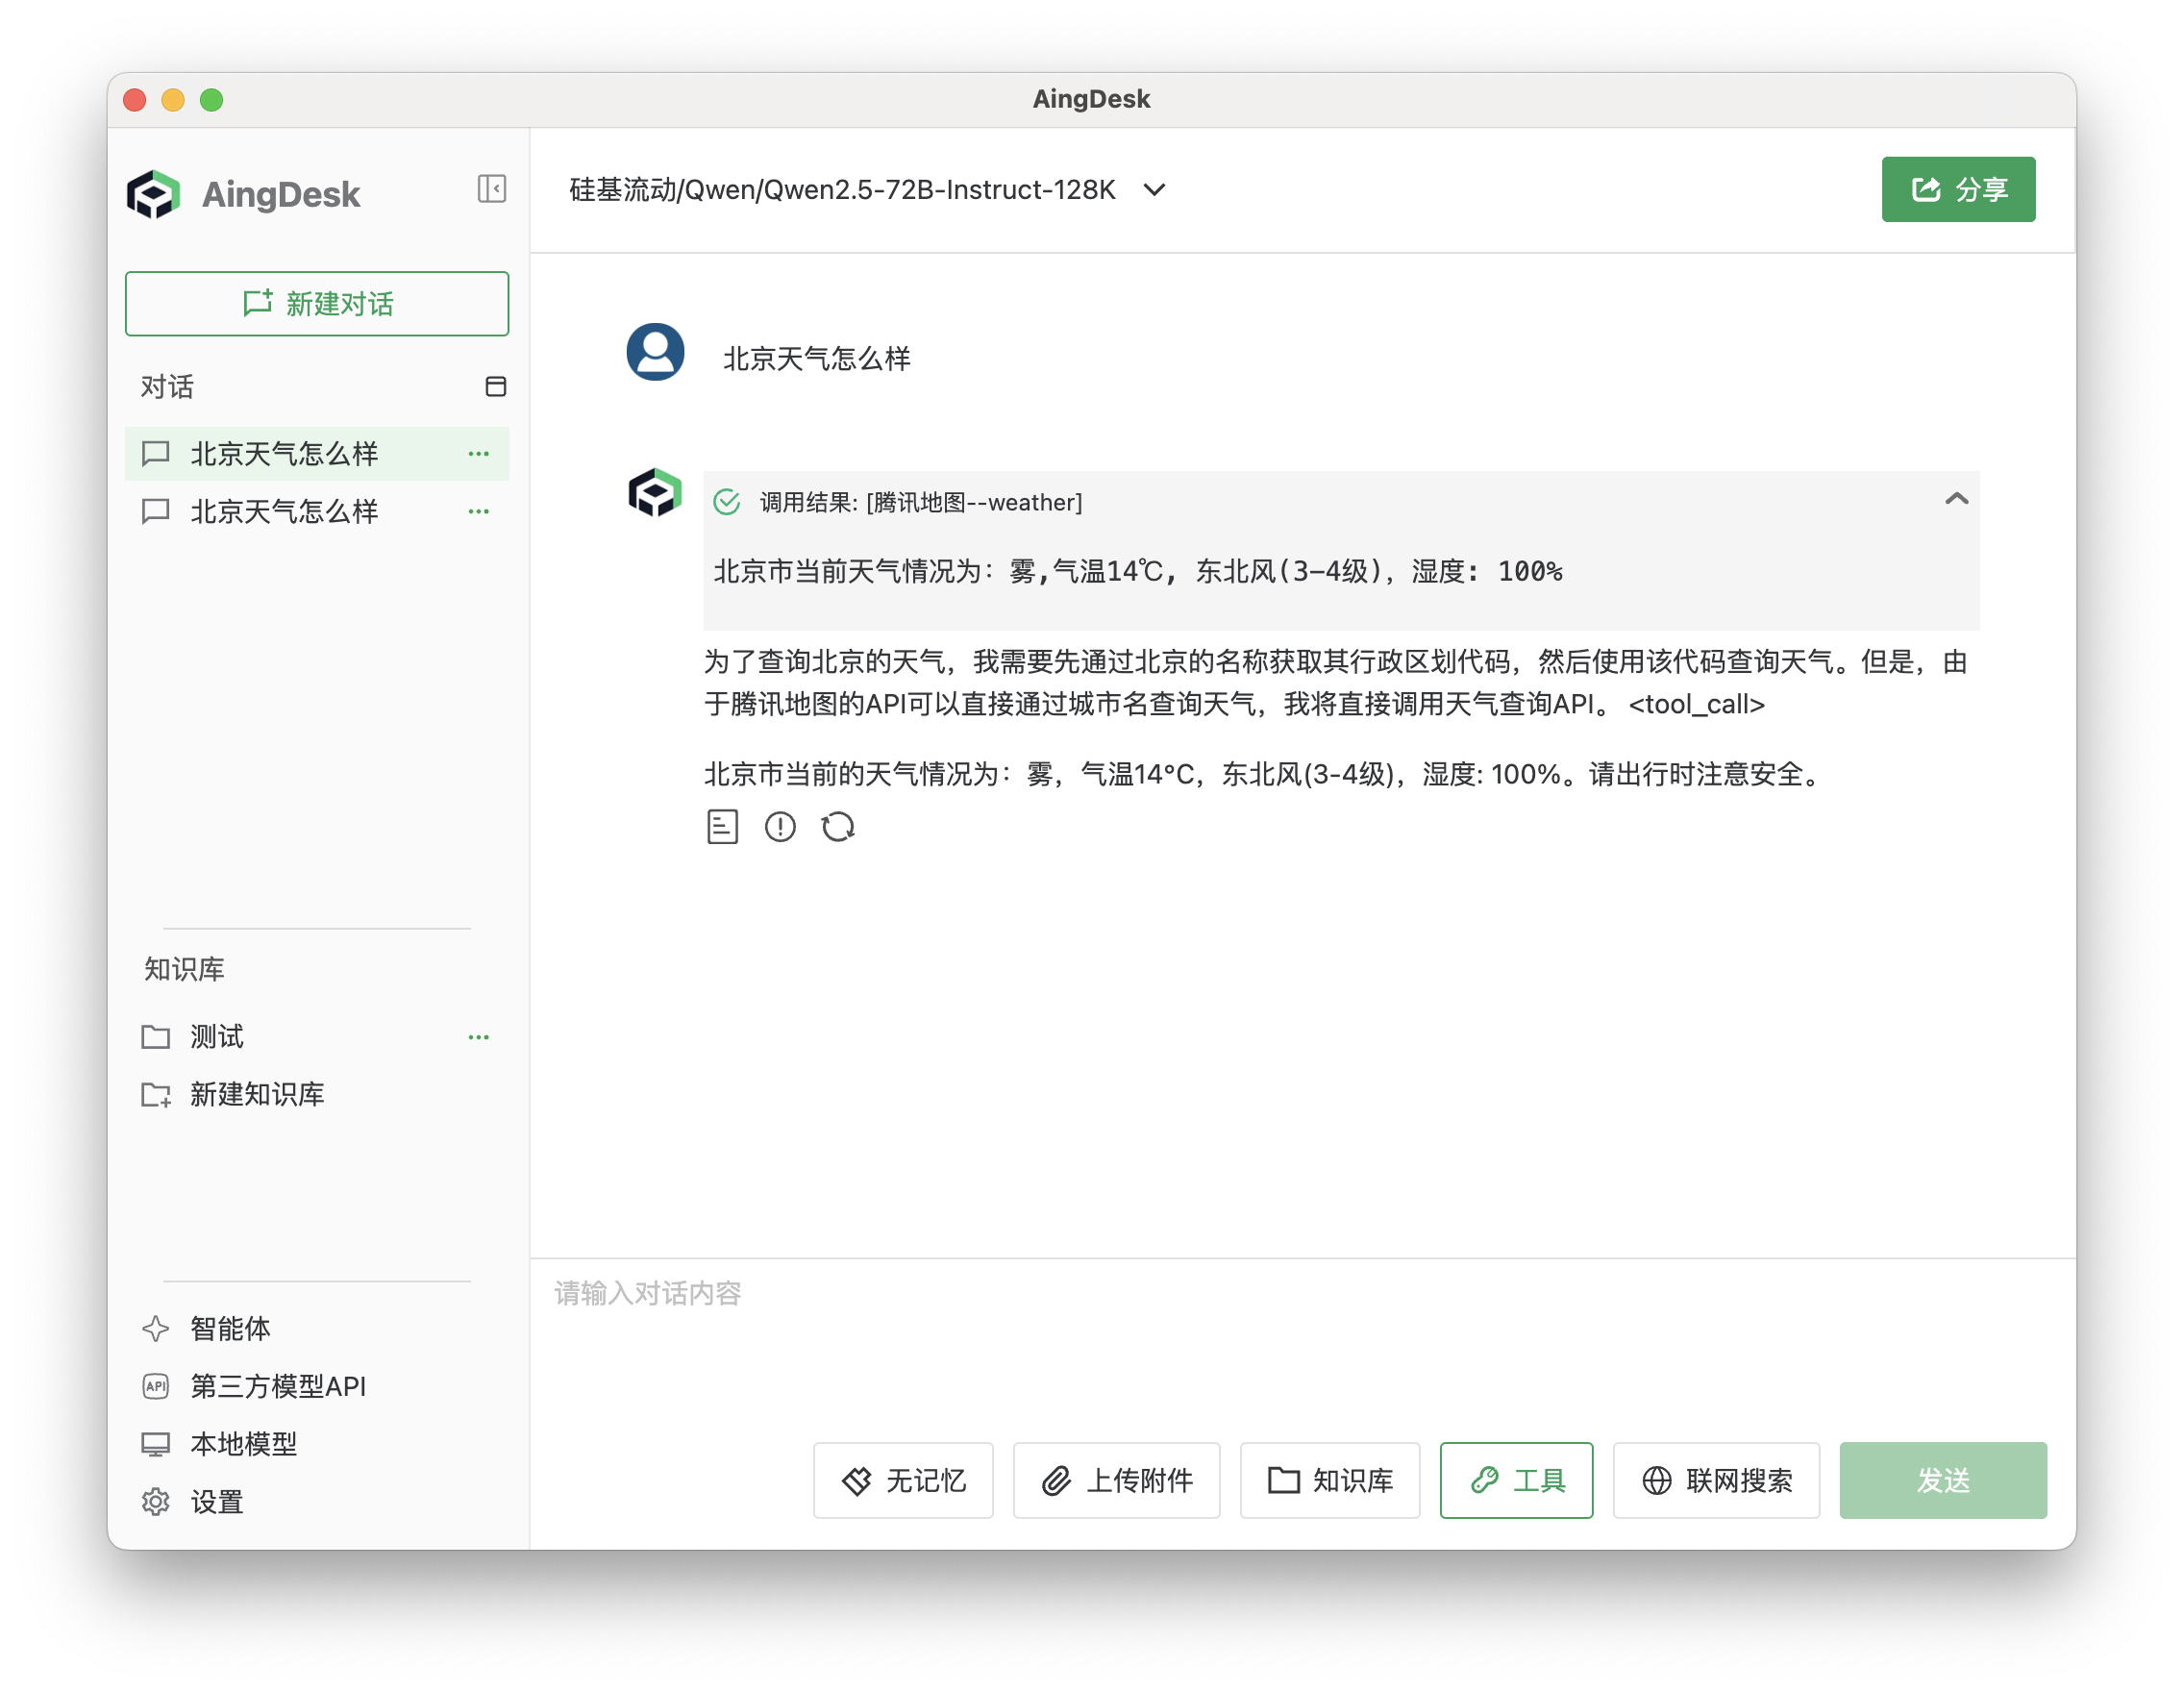 AingDesk
AingDesk
新建对话
对话
北京天气怎么样
北京天气怎么样
知识库
测试
新建知识库
智能体
API
第三方模型API
本地模型
设置
硅基流动/Qwen/Qwen2.5-72B-Instruct-128K
分享
北京天气怎么样
调用结果: [腾讯地图--weather]
北京市当前天气情况为：雾,气温14℃, 东北风(3-4级)，湿度: 100%
为了查询北京的天气，我需要先通过北京的名称获取其行政区划代码，然后使用该代码查询天气。但是，由
于腾讯地图的API可以直接通过城市名查询天气，我将直接调用天气查询API。 <tool_call>
北京市当前的天气情况为：雾，气温14°C，东北风(3-4级)，湿度: 100%。请出行时注意安全。
请输入对话内容
无记忆
上传附件
知识库
工具
联网搜索
发送